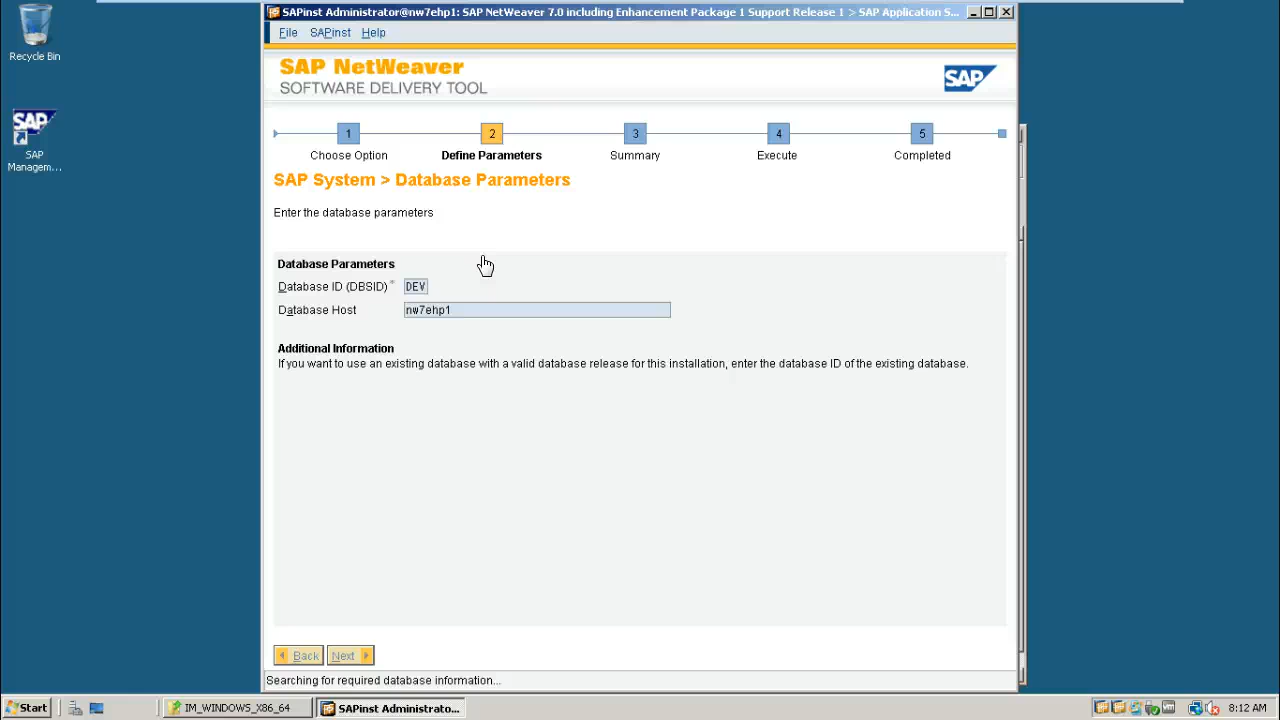 SAPinst Administrator@nw7ehp1: SAP NetWeaver 7.0 including Enhancement Package 1 Support Release 1 > SAP Application S...
File SAPinst Help
SAP NetWeaver
SOFTWARE DELIVERY TOOL
SAP
1 2 3 4 5
Choose Option Define Parameters Summary Execute Completed
SAP System > Database Parameters
Enter the database parameters
Database Parameters
Database ID (DBSID) * DEV
Database Host nw7ehp1
Additional Information
If you want to use an existing database with a valid database release for this installation, enter the database ID of the existing database.
Back Next
Searching for required database information...
Recycle Bin
SAP
SAP
Managem...
Start IM_WINDOWS_X86_64 SAPinst Administrato... 8:12 AM